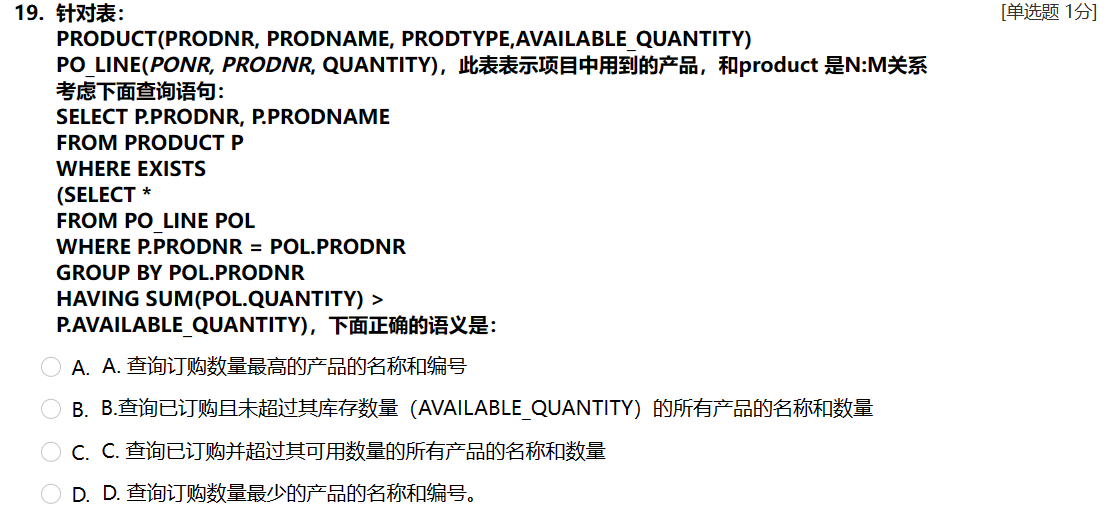 19. 针对表： [单选题 1分]
PRODUCT(PRODNR, PRODNAME, PRODTYPE,AVAILABLE_QUANTITY)
PO_LINE(PONR, PRODNR, QUANTITY)，此表表示项目中用到的产品，和product 是N:M关系
考虑下面查询语句：
SELECT P.PRODNR, P.PRODNAME
FROM PRODUCT P
WHERE EXISTS
(SELECT *
FROM PO_LINE POL
WHERE P.PRODNR = POL.PRODNR
GROUP BY POL.PRODNR
HAVING SUM(POL.QUANTITY) >
P.AVAILABLE_QUANTITY)，下面正确的语义是：
A. A. 查询订购数量最高的产品的名称和编号
B. B.查询已订购且未超过其库存数量（AVAILABLE_QUANTITY）的所有产品的名称和数量
C. C. 查询已订购并超过其可用数量的所有产品的名称和数量
D. D. 查询订购数量最少的产品的名称和编号。